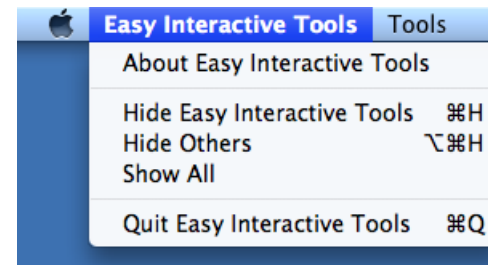 Easy Interactive Tools Tools
About Easy Interactive Tools
Hide Easy Interactive Tools ⌘H
Hide Others ⌥⌘H
Show All
Quit Easy Interactive Tools ⌘Q